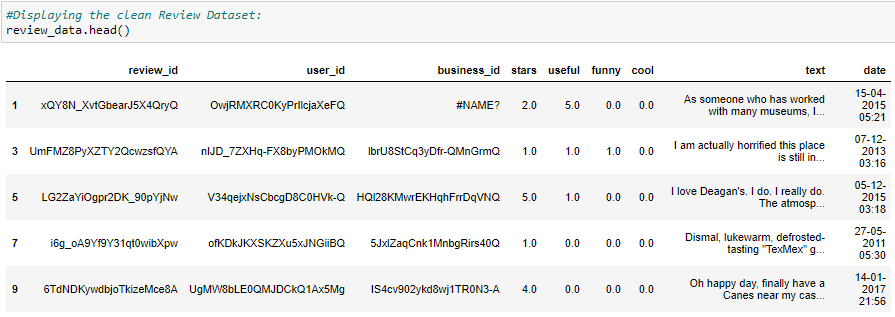 #Displaying the clean Review Dataset:
review_data.head()
review_id user_id business_id stars useful funny cool text date
1 xQY8N_XvtGbearJ5X4QryQ OwjRMXRC0KyPrIlcjaXeFQ #NAME? 2.0 5.0 0.0 0.0 As someone who has worked with many museums, I... 15-04-2015 05:21
3 UmFMZ8PyXZTY2QcwzsfQYA nIJD_7ZXHq-FX8byPMOkMQ lbrU8StCq3yDfr-QMnGrmQ 1.0 1.0 1.0 0.0 I am actually horrified this place is still in... 07-12-2013 03:16
5 LG2ZaYiOgpr2DK_90pYjNw V34qejxNsCbcgD8C0HVk-Q HQl28KMwrEKHqhFrrDqVNQ 5.0 1.0 0.0 0.0 I love Deagan's. I do. I really do. The atmosp... 05-12-2015 03:18
7 i6g_oA9Yf9Y31qt0wibXpw ofKDkJKXSKZXu5xJNGiiBQ 5JxlZaqCnk1MnbgRirs40Q 1.0 0.0 0.0 0.0 Dismal, lukewarm, defrosted-tasting "TexMex" g... 27-05-2011 05:30
9 6TdNDKywdbjoTkizeMce8A UgMW8bLE0QMJDCkQ1Ax5Mg IS4cv902ykd8wj1TR0N3-A 4.0 0.0 0.0 0.0 Oh happy day, finally have a Canes near my cas... 14-01-2017 21:56